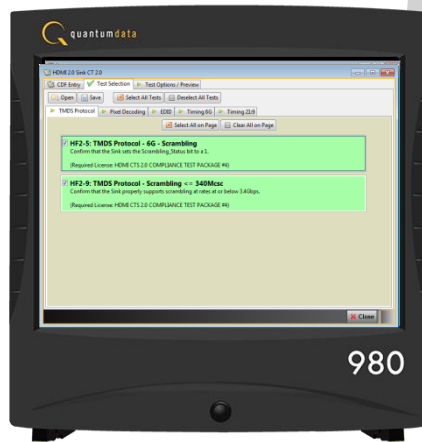 quantumdata
HDMI 2.0 Sink CT 2.0
CDF Entry Test Selection Test Options / Preview
Open Save Select All Tests Deselect All Tests
TMDS Protocol Pixel Decoding EDID Timing 6G Timing 21:9
Select All on Page Clear All on Page
HF2-5: TMDS Protocol - 6G - Scrambling
Confirm that the Sink sets the Scrambling_Status bit to a 1.
(Required License: HDMI CTS 2.0 COMPLIANCE TEST PACKAGE #4)
HF2-9: TMDS Protocol - Scrambling <= 340Mcsc
Confirm that the Sink properly supports scrambling at rates at or below 3.4Gbps.
(Required License: HDMI CTS 2.0 COMPLIANCE TEST PACKAGE #4)
Close
980